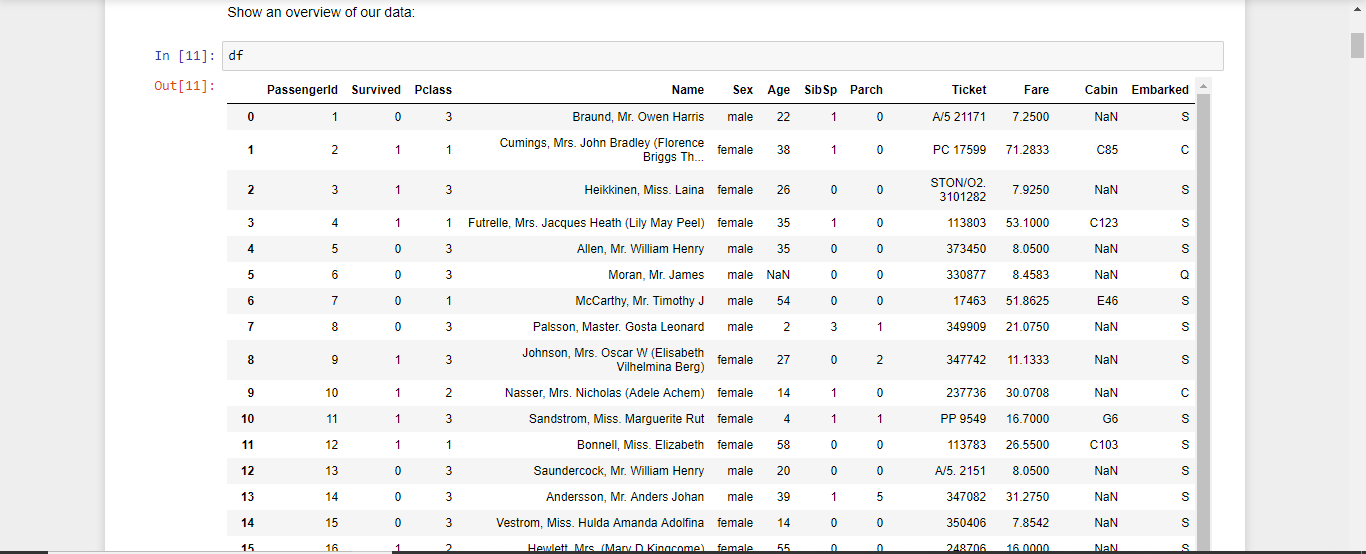 Show an overview of our data:
In [11]: df
Out[11]:
PassengerId Survived Pclass Name Sex Age SibSp Parch Ticket Fare Cabin Embarked
0 1 0 3 Braund, Mr. Owen Harris male 22 1 0 A/5 21171 7.2500 NaN S
1 2 1 1 Cumings, Mrs. John Bradley (Florence
Briggs Th... female 38 1 0 PC 17599 71.2833 C85 C
2 3 1 3 Heikkinen, Miss. Laina female 26 0 0 STON/O2.
3101282 7.9250 NaN S
3 4 1 1 Futrelle, Mrs. Jacques Heath (Lily May Peel) female 35 1 0 113803 53.1000 C123 S
4 5 0 3 Allen, Mr. William Henry male 35 0 0 373450 8.0500 NaN S
5 6 0 3 Moran, Mr. James male NaN 0 0 330877 8.4583 NaN Q
6 7 0 1 McCarthy, Mr. Timothy J male 54 0 0 17463 51.8625 E46 S
7 8 0 3 Palsson, Master. Gosta Leonard male 2 3 1 349909 21.0750 NaN S
8 9 1 3 Johnson, Mrs. Oscar W (Elisabeth
Vilhelmina Berg) female 27 0 2 347742 11.1333 NaN S
9 10 1 2 Nasser, Mrs. Nicholas (Adele Achem) female 14 1 0 237736 30.0708 NaN C
10 11 1 3 Sandstrom, Miss. Marguerite Rut female 4 1 1 PP 9549 16.7000 G6 S
11 12 1 1 Bonnell, Miss. Elizabeth female 58 0 0 113783 26.5500 C103 S
12 13 0 3 Saundercock, Mr. William Henry male 20 0 0 A/5. 2151 8.0500 NaN S
13 14 0 3 Andersson, Mr. Anders Johan male 39 1 5 347082 31.2750 NaN S
14 15 0 3 Vestrom, Miss. Hulda Amanda Adolfina female 14 0 0 350406 7.8542 NaN S
15 16 1 2 Hewlett, Mrs. (Mary D Kingcome) female 55 0 0 248706 16.0000 NaN S